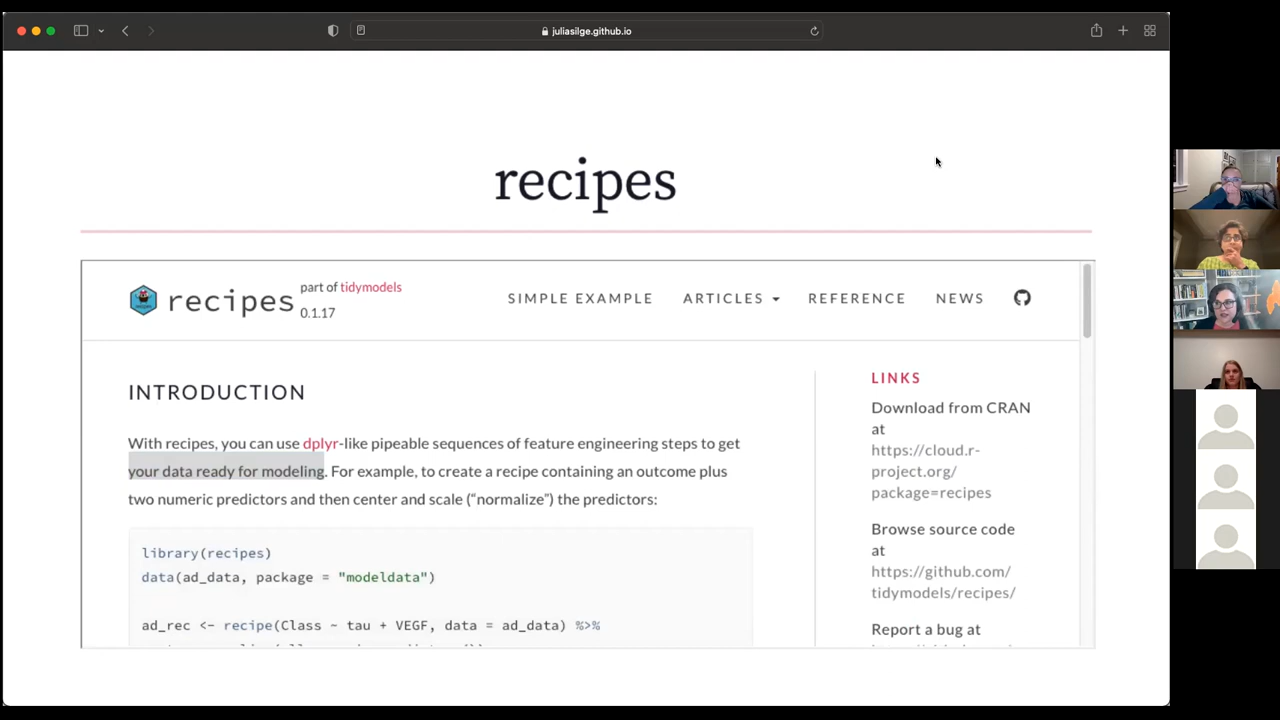 juliasilge.github.io
recipes
recipes
part of tidymodels
0.1.17
SIMPLE EXAMPLE
ARTICLES
REFERENCE
NEWS
INTRODUCTION
With recipes, you can use dplyr-like pipeable sequences of feature engineering steps to get
your data ready for modeling. For example, to create a recipe containing an outcome plus
two numeric predictors and then center and scale (“normalize”) the predictors:
library(recipes)
data(ad_data, package = "modeldata")
ad_rec <- recipe(Class ~ tau + VEGF, data = ad_data) %>%
LINKS
Download from CRAN
at
https://cloud.r-
project.org/
package=recipes
Browse source code
at
https://github.com/
tidymodels/recipes/
Report a bug at